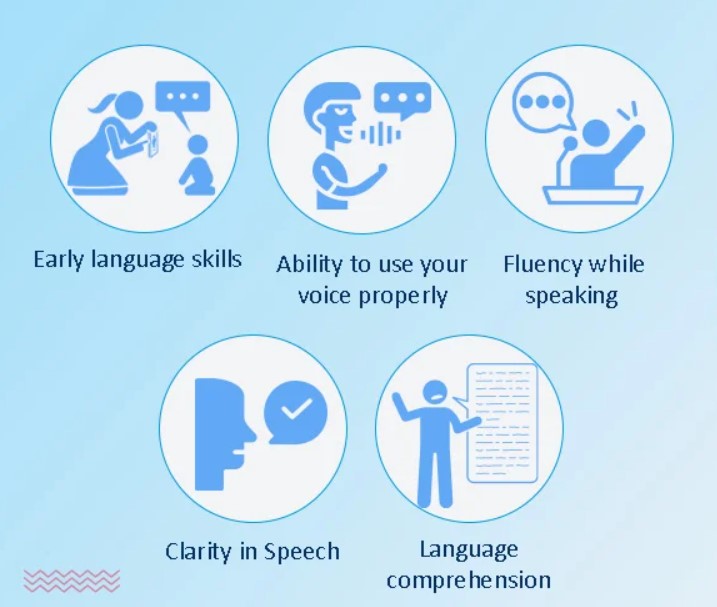 Early language skills
Ability to use your
voice properly
Fluency while
speaking
Clarity in Speech
Language
comprehension